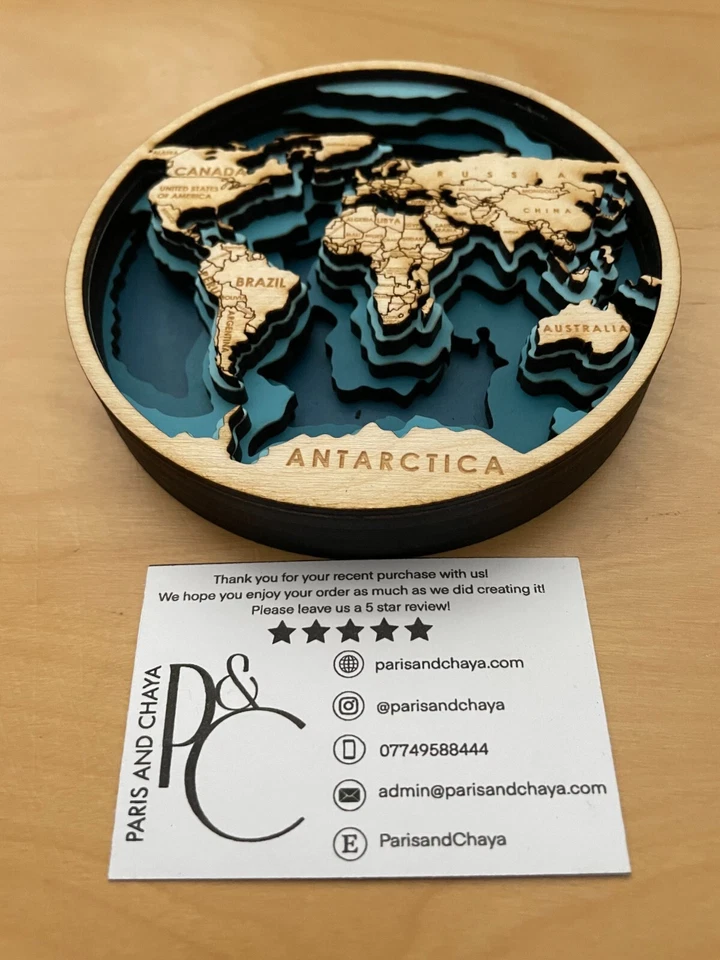 CANADA
UNITED STATES
OF AMERICA
RUSSIA
CHINA
LIBYA
BRAZIL
ARGENTINA
AUSTRALIA
ANTARCTICA
Thank you for your recent purchase with us!
We hope you enjoy your order as much as we did creating it!
Please leave us a 5 star review!
PARIS AND CHAYA
P&C
parisandchaya.com
@parisandchaya
07749588444
admin@parisandchaya.com
E ParisandChaya